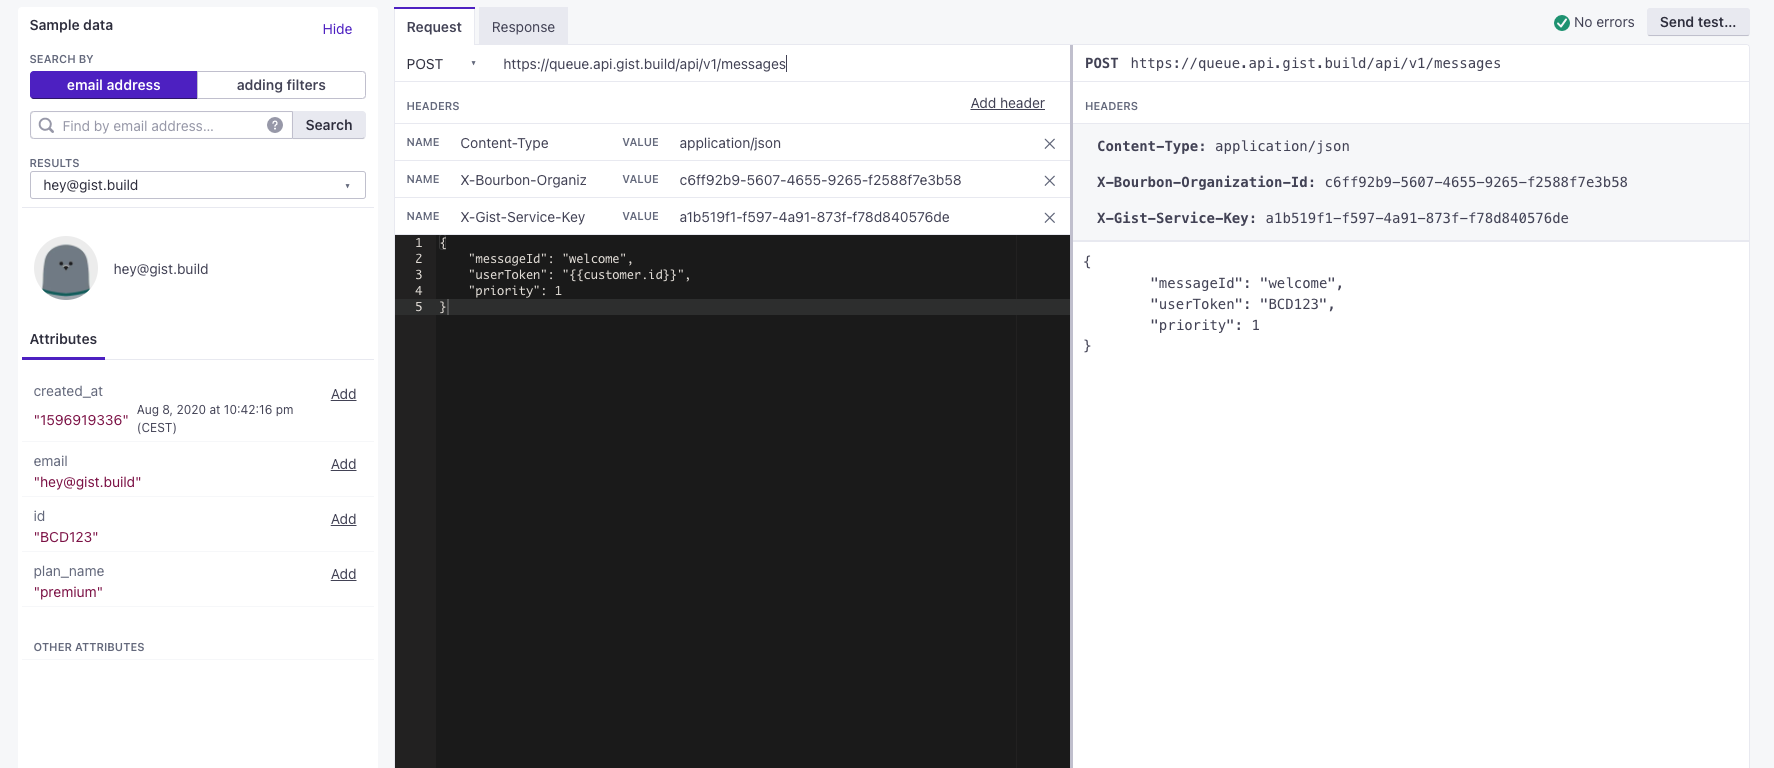 Sample data
Hide
SEARCH BY
email address
adding filters
Find by email address...
?
Search
RESULTS
hey@gist.build
hey@gist.build
Attributes
created_at
Add
"1596919336" Aug 8, 2020 at 10:42:16 pm
(CEST)
email
Add
"hey@gist.build"
id
Add
"BCD123"
plan_name
Add
"premium"
OTHER ATTRIBUTES
Request
Response
No errors
Send test...
POST
https://queue.api.gist.build/api/v1/messages
HEADERS
Add header
NAME Content-Type VALUE application/json
NAME X-Bourbon-Organiz VALUE c6ff92b9-5607-4655-9265-f2588f7e3b58
NAME X-Gist-Service-Key VALUE a1b519f1-f597-4a91-873f-f78d840576de
1 {
2 "messageId": "welcome",
3 "userToken": "{{customer.id}}",
4 "priority": 1
5 }
POST https://queue.api.gist.build/api/v1/messages
HEADERS
Content-Type: application/json
X-Bourbon-Organization-Id: c6ff92b9-5607-4655-9265-f2588f7e3b58
X-Gist-Service-Key: a1b519f1-f597-4a91-873f-f78d840576de
{
"messageId": "welcome",
"userToken": "BCD123",
"priority": 1
}